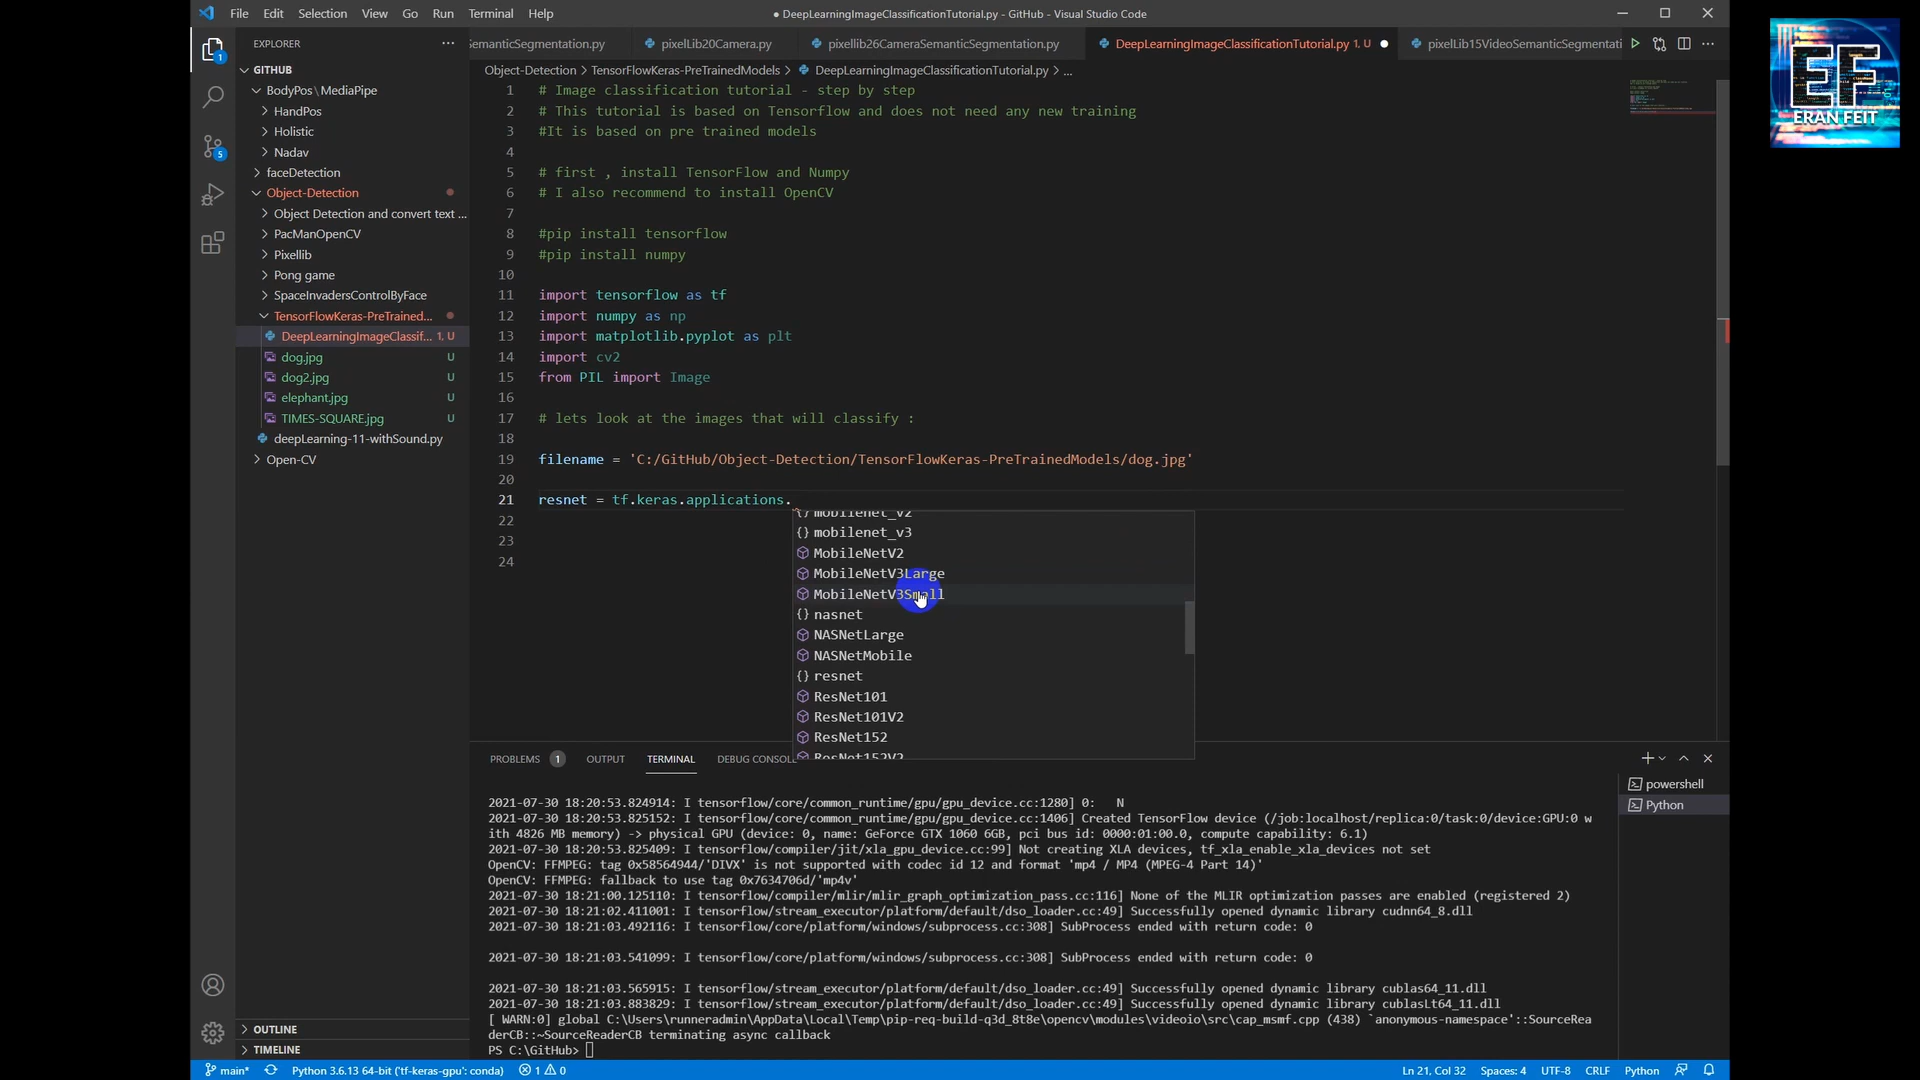 File Edit Selection View Go Run Terminal Help
● DeepLearningImageClassificationTutorial.py - GitHub - Visual Studio Code
EXPLORER
SemanticSegmentation.py
pixelLib20Camera.py
pixellib26CameraSemanticSegmentation.py
DeepLearningImageClassificationTutorial.py 1, U ●
pixelLib15VideoSemanticSegmentati
Object-Detection > TensorFlowKeras-PreTrainedModels > DeepLearningImageClassificationTutorial.py > ...
GITHUB
BodyPos\MediaPipe
HandPos
Holistic
Nadav
faceDetection
Object-Detection
Object Detection and convert text ...
PacManOpenCV
Pixellib
Pong game
SpaceInvadersControlByFace
TensorFlowKeras-PreTrained...
DeepLearningImageClassif... 1, U
dog.jpg U
dog2.jpg U
elephant.jpg U
TIMES-SQUARE.jpg U
deepLearning-11-withSound.py
Open-CV
OUTLINE
TIMELINE
1
5
1 # Image classification tutorial - step by step
2 # This tutorial is based on Tensorflow and does not need any new training
3 #It is based on pre trained models
4
5 # first , install TensorFlow and Numpy
6 # I also recommend to install OpenCV
7
8 #pip install tensorflow
9 #pip install numpy
10
11 import tensorflow as tf
12 import numpy as np
13 import matplotlib.pyplot as plt
14 import cv2
15 from PIL import Image
16
17 # lets look at the images that will classify :
18
19 filename = 'C:/GitHub/Object-Detection/TensorFlowKeras-PreTrainedModels/dog.jpg'
20
21 resnet = tf.keras.applications.
22
23
24
{} mobilenet_v2
{} mobilenet_v3
MobileNetV2
MobileNetV3Large
MobileNetV3Small
{} nasnet
NASNetLarge
NASNetMobile
{} resnet
ResNet101
ResNet101V2
ResNet152
ResNet152V2
PROBLEMS 1 OUTPUT TERMINAL DEBUG CONSOLE
powershell
Python
2021-07-30 18:20:53.824914: I tensorflow/core/common_runtime/gpu/gpu_device.cc:1280] 0:   N
2021-07-30 18:20:53.825152: I tensorflow/core/common_runtime/gpu/gpu_device.cc:1406] Created TensorFlow device (/job:localhost/replica:0/task:0/device:GPU:0 w
ith 4826 MB memory) -> physical GPU (device: 0, name: GeForce GTX 1060 6GB, pci bus id: 0000:01:00.0, compute capability: 6.1)
2021-07-30 18:20:53.825409: I tensorflow/compiler/jit/xla_gpu_device.cc:99] Not creating XLA devices, tf_xla_enable_xla_devices not set
OpenCV: FFMPEG: tag 0x58564944/'DIVX' is not supported with codec id 12 and format 'mp4 / MP4 (MPEG-4 Part 14)'
OpenCV: FFMPEG: fallback to use tag 0x7634706d/'mp4v'
2021-07-30 18:21:00.125110: I tensorflow/compiler/mlir/mlir_graph_optimization_pass.cc:116] None of the MLIR optimization passes are enabled (registered 2)
2021-07-30 18:21:02.411001: I tensorflow/stream_executor/platform/default/dso_loader.cc:49] Successfully opened dynamic library cudnn64_8.dll
2021-07-30 18:21:03.492116: I tensorflow/core/platform/windows/subprocess.cc:308] SubProcess ended with return code: 0
2021-07-30 18:21:03.541099: I tensorflow/core/platform/windows/subprocess.cc:308] SubProcess ended with return code: 0
2021-07-30 18:21:03.565915: I tensorflow/stream_executor/platform/default/dso_loader.cc:49] Successfully opened dynamic library cublas64_11.dll
2021-07-30 18:21:03.883829: I tensorflow/stream_executor/platform/default/dso_loader.cc:49] Successfully opened dynamic library cublasLt64_11.dll
[ WARN:0] global C:\Users\runneradmin\AppData\Local\Temp\pip-req-build-q3d_8t8e\opencv\modules\videoio\src\cap_msmf.cpp (438) `anonymous-namespace'::SourceRea
derCB::~SourceReaderCB terminating async callback
PS C:\GitHub>
main* Python 3.6.13 64-bit ('tf-keras-gpu': conda) 1 0
Ln 21, Col 32 Spaces: 4 UTF-8 CRLF Python
EF
ERAN FEIT